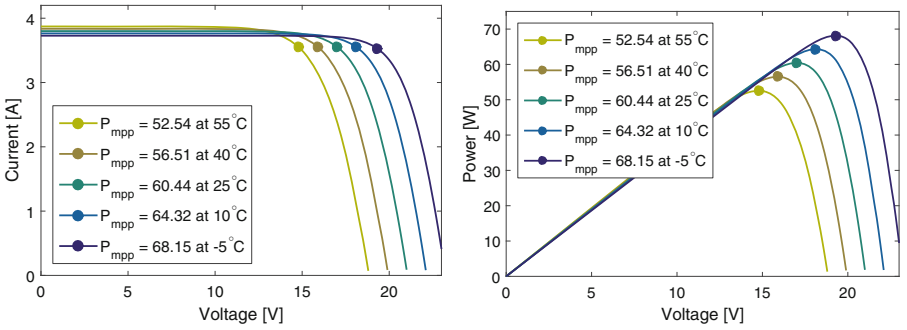 4
3
2
1
0
0
5
10
15
20
Current [A]
Voltage [V]
P_mpp = 52.54 at 55°C
P_mpp = 56.51 at 40°C
P_mpp = 60.44 at 25°C
P_mpp = 64.32 at 10°C
P_mpp = 68.15 at -5°C
70
60
50
40
30
20
10
0
0
5
10
15
20
Power [W]
Voltage [V]
P_mpp = 52.54 at 55°C
P_mpp = 56.51 at 40°C
P_mpp = 60.44 at 25°C
P_mpp = 64.32 at 10°C
P_mpp = 68.15 at -5°C